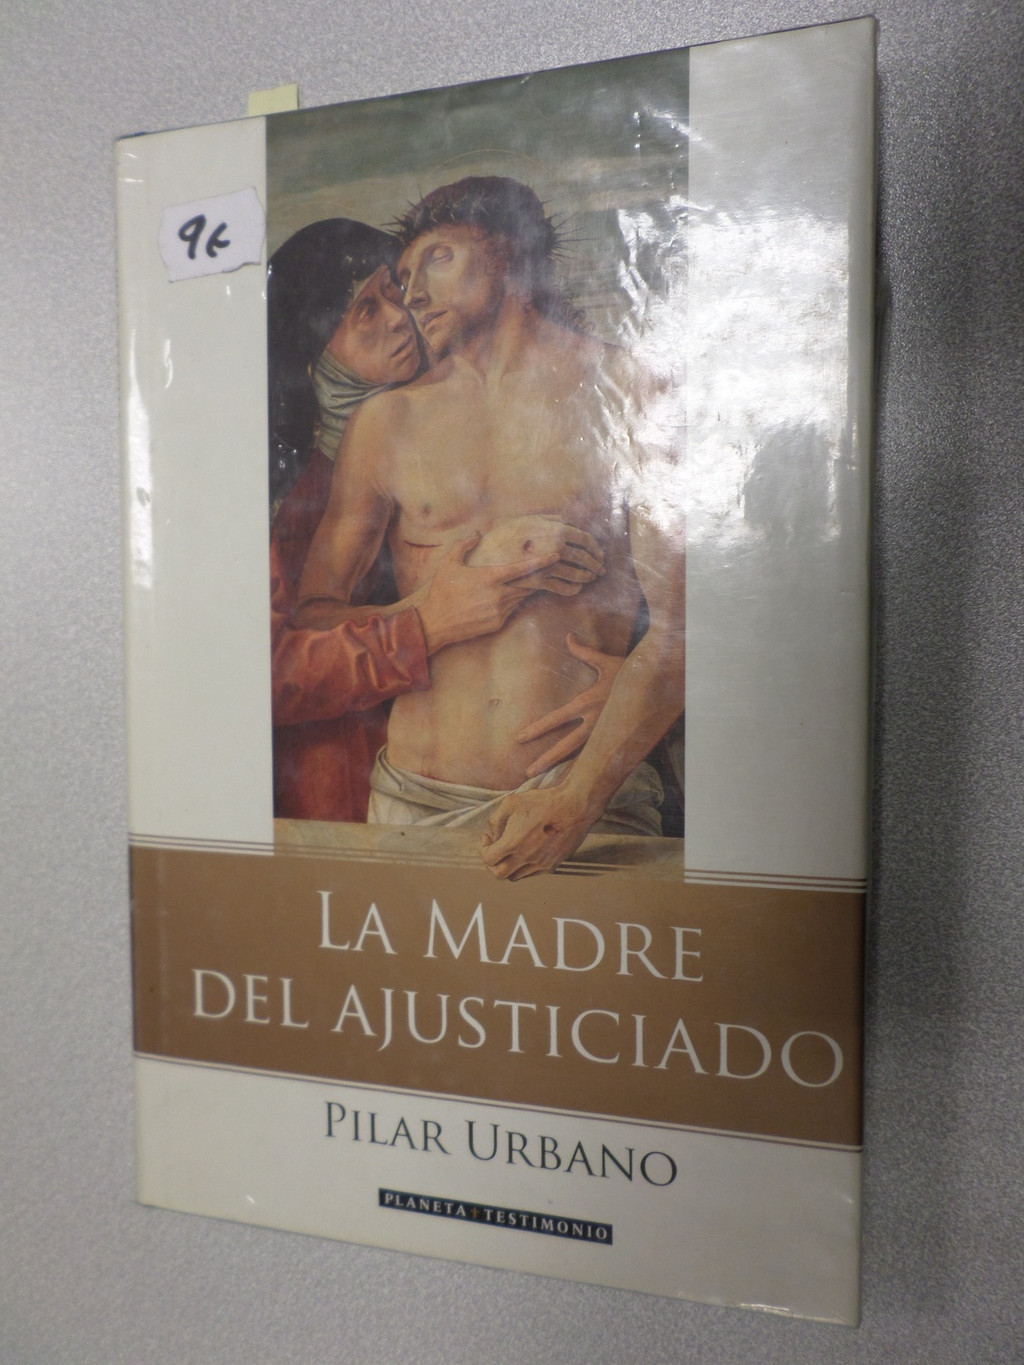 9€
LA MADRE
DEL AJUSTICIADO
PILAR URBANO
PLANETA+TESTIMONIO